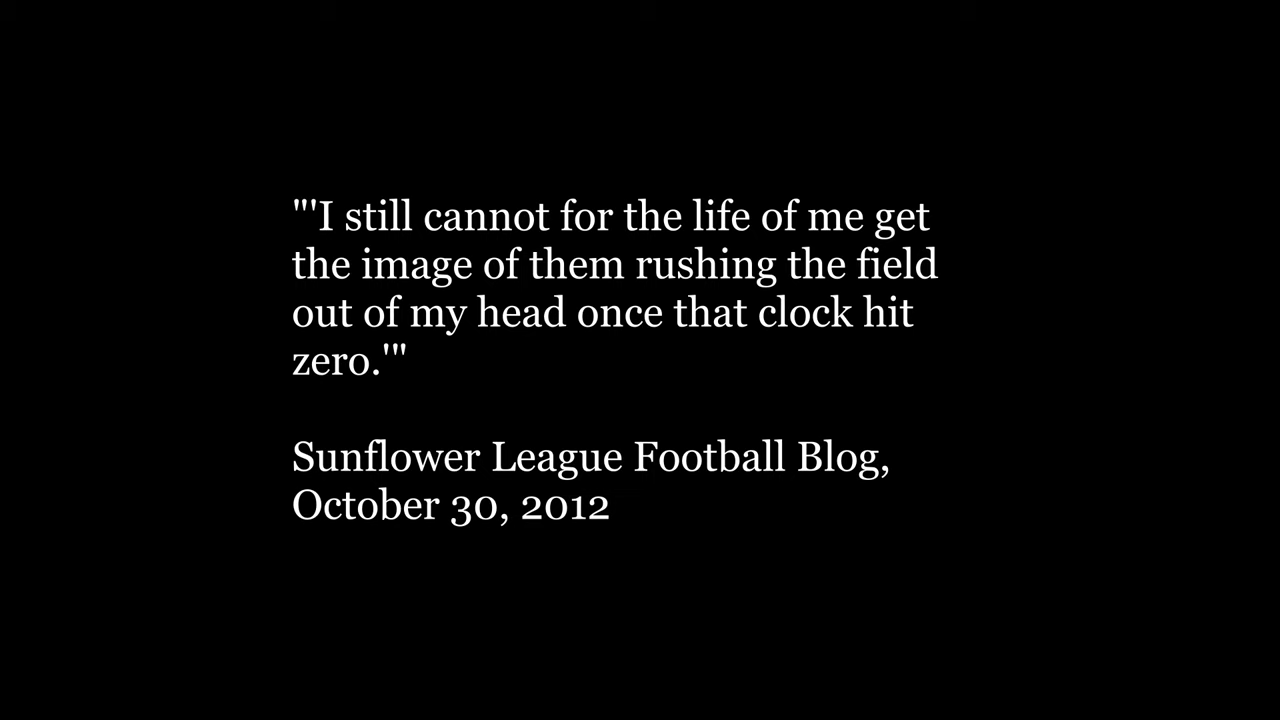 "'I still cannot for the life of me get
the image of them rushing the field
out of my head once that clock hit
zero.'"
Sunflower League Football Blog,
October 30, 2012